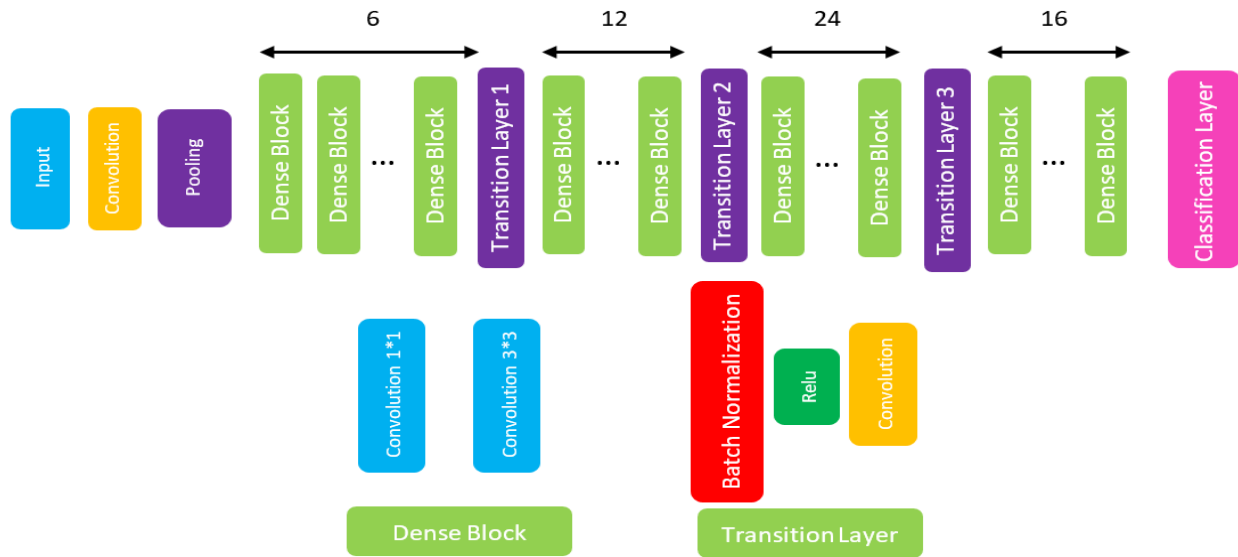 6
12
24
16
Input
Convolution
Pooling
Dense Block
Dense Block
...
Dense Block
Transition Layer 1
Dense Block
...
Dense Block
Transition Layer 2
Dense Block
...
Dense Block
Transition Layer 3
Dense Block
...
Dense Block
Classification Layer
Convolution 1*1
Convolution 3*3
Batch Normalization
Relu
Convolution
Dense Block
Transition Layer